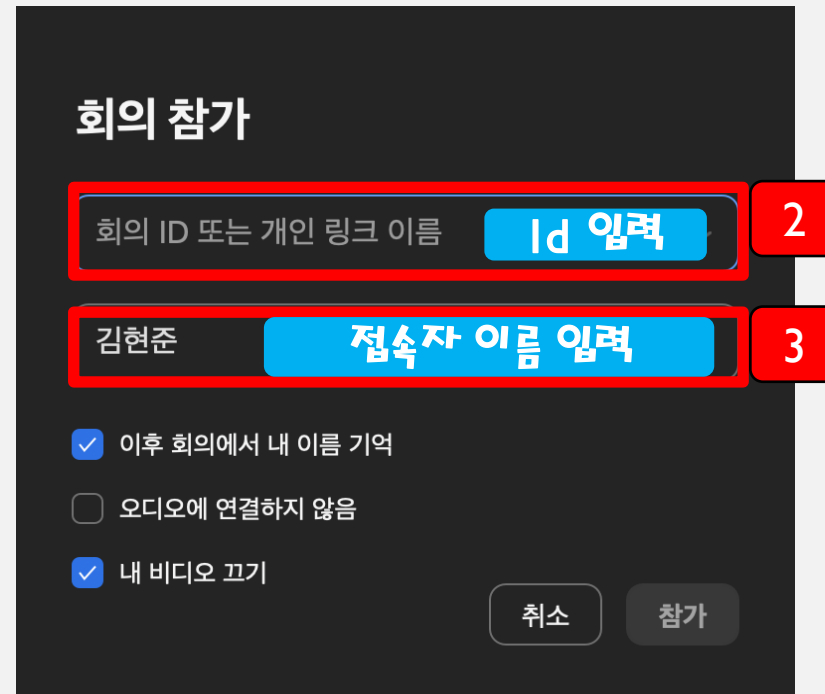 회의 참가
회의 ID 또는 개인 링크 이름 Id 입력 2
김현준 접속자 이름 입력 3
이후 회의에서 내 이름 기억
오디오에 연결하지 않음
내 비디오 끄기
취소 참가